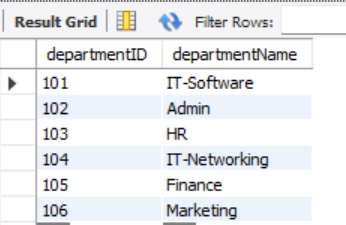 Result Grid Filter Rows:
departmentID departmentName
101 IT-Software
102 Admin
103 HR
104 IT-Networking
105 Finance
106 Marketing